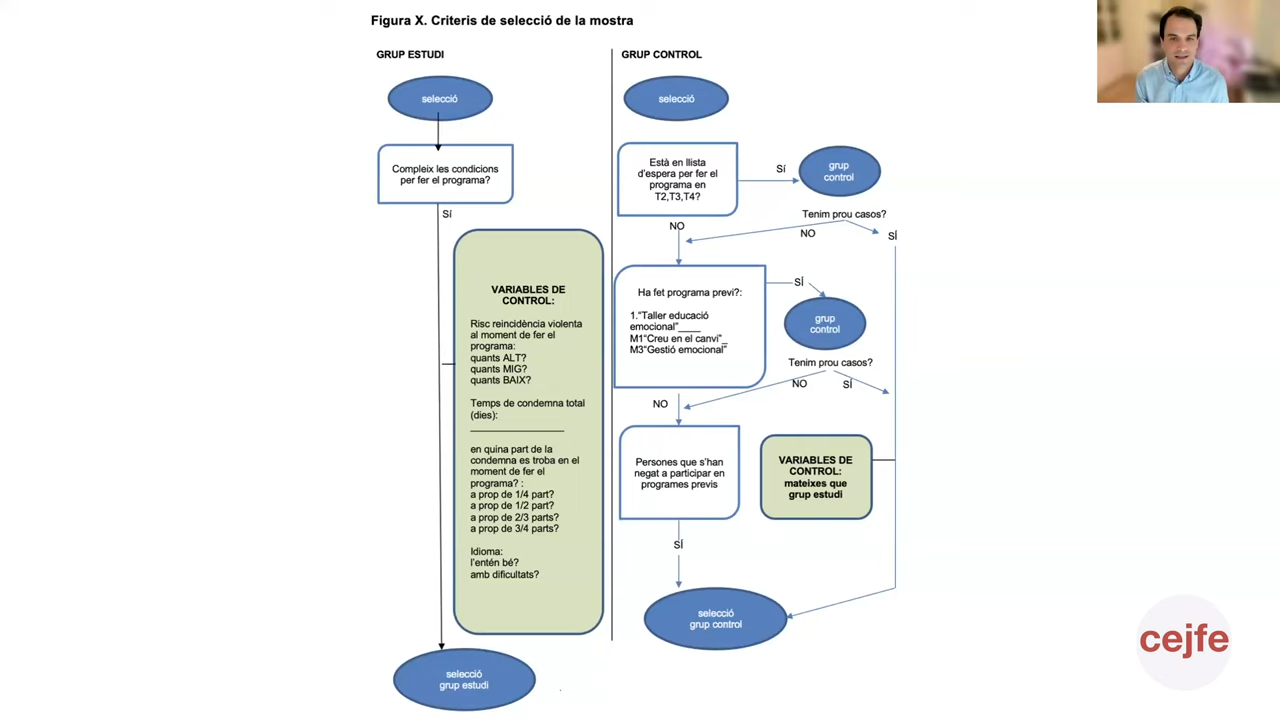 Figura X. Criteris de selecció de la mostra
GRUP ESTUDI
selecció
Compleix les condicions
per fer el programa?
Sí
VARIABLES DE
CONTROL:
Risc reincidència violenta
al moment de fer el
programa:
quants ALT?
quants MIG?
quants BAIX?
Temps de condemna total
(dies):
en quina part de la
condemna es troba en el
moment de fer el
programa? :
a prop de 1/4 part?
a prop de 1/2 part?
a prop de 2/3 parts?
a prop de 3/4 parts?
Idioma:
l'entén bé?
amb dificultats?
selecció
grup estudi
GRUP CONTROL
selecció
Està en llista
d'espera per fer el
programa en
T2,T3,T4?
Sí
grup
control
Tenim prou casos?
NO
NO
SÍ
Ha fet programa previ?:
1."Taller educació
emocional"____
M1"Creu en el canvi"_
M3"Gestió emocional"
SÍ
grup
control
Tenim prou casos?
NO
SÍ
NO
Persones que s'han
negat a participar en
programes previs
VARIABLES DE
CONTROL:
mateixes que
grup estudi
SÍ
selecció
grup control
cejfe